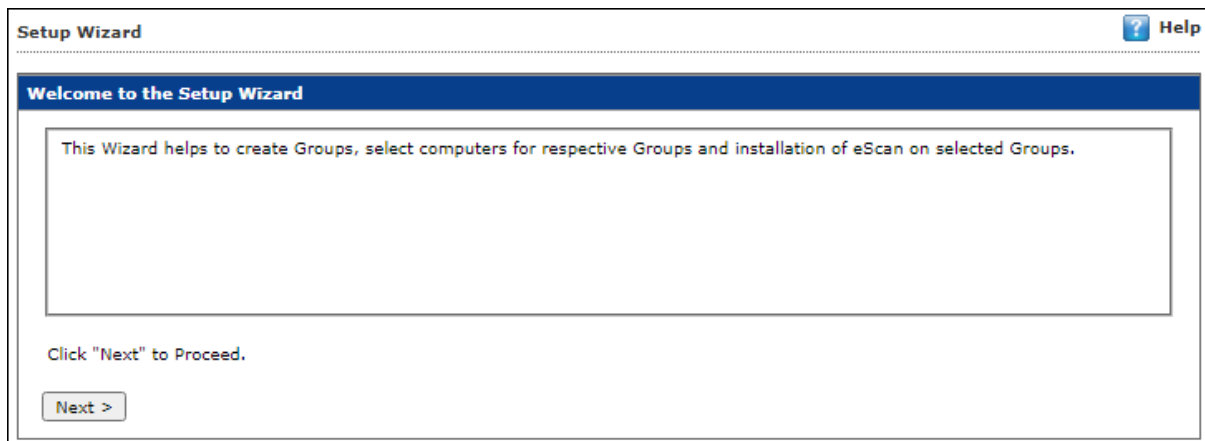 Setup Wizard
? Help
Welcome to the Setup Wizard
This Wizard helps to create Groups, select computers for respective Groups and installation of eScan on selected Groups.
Click "Next" to Proceed.
Next >